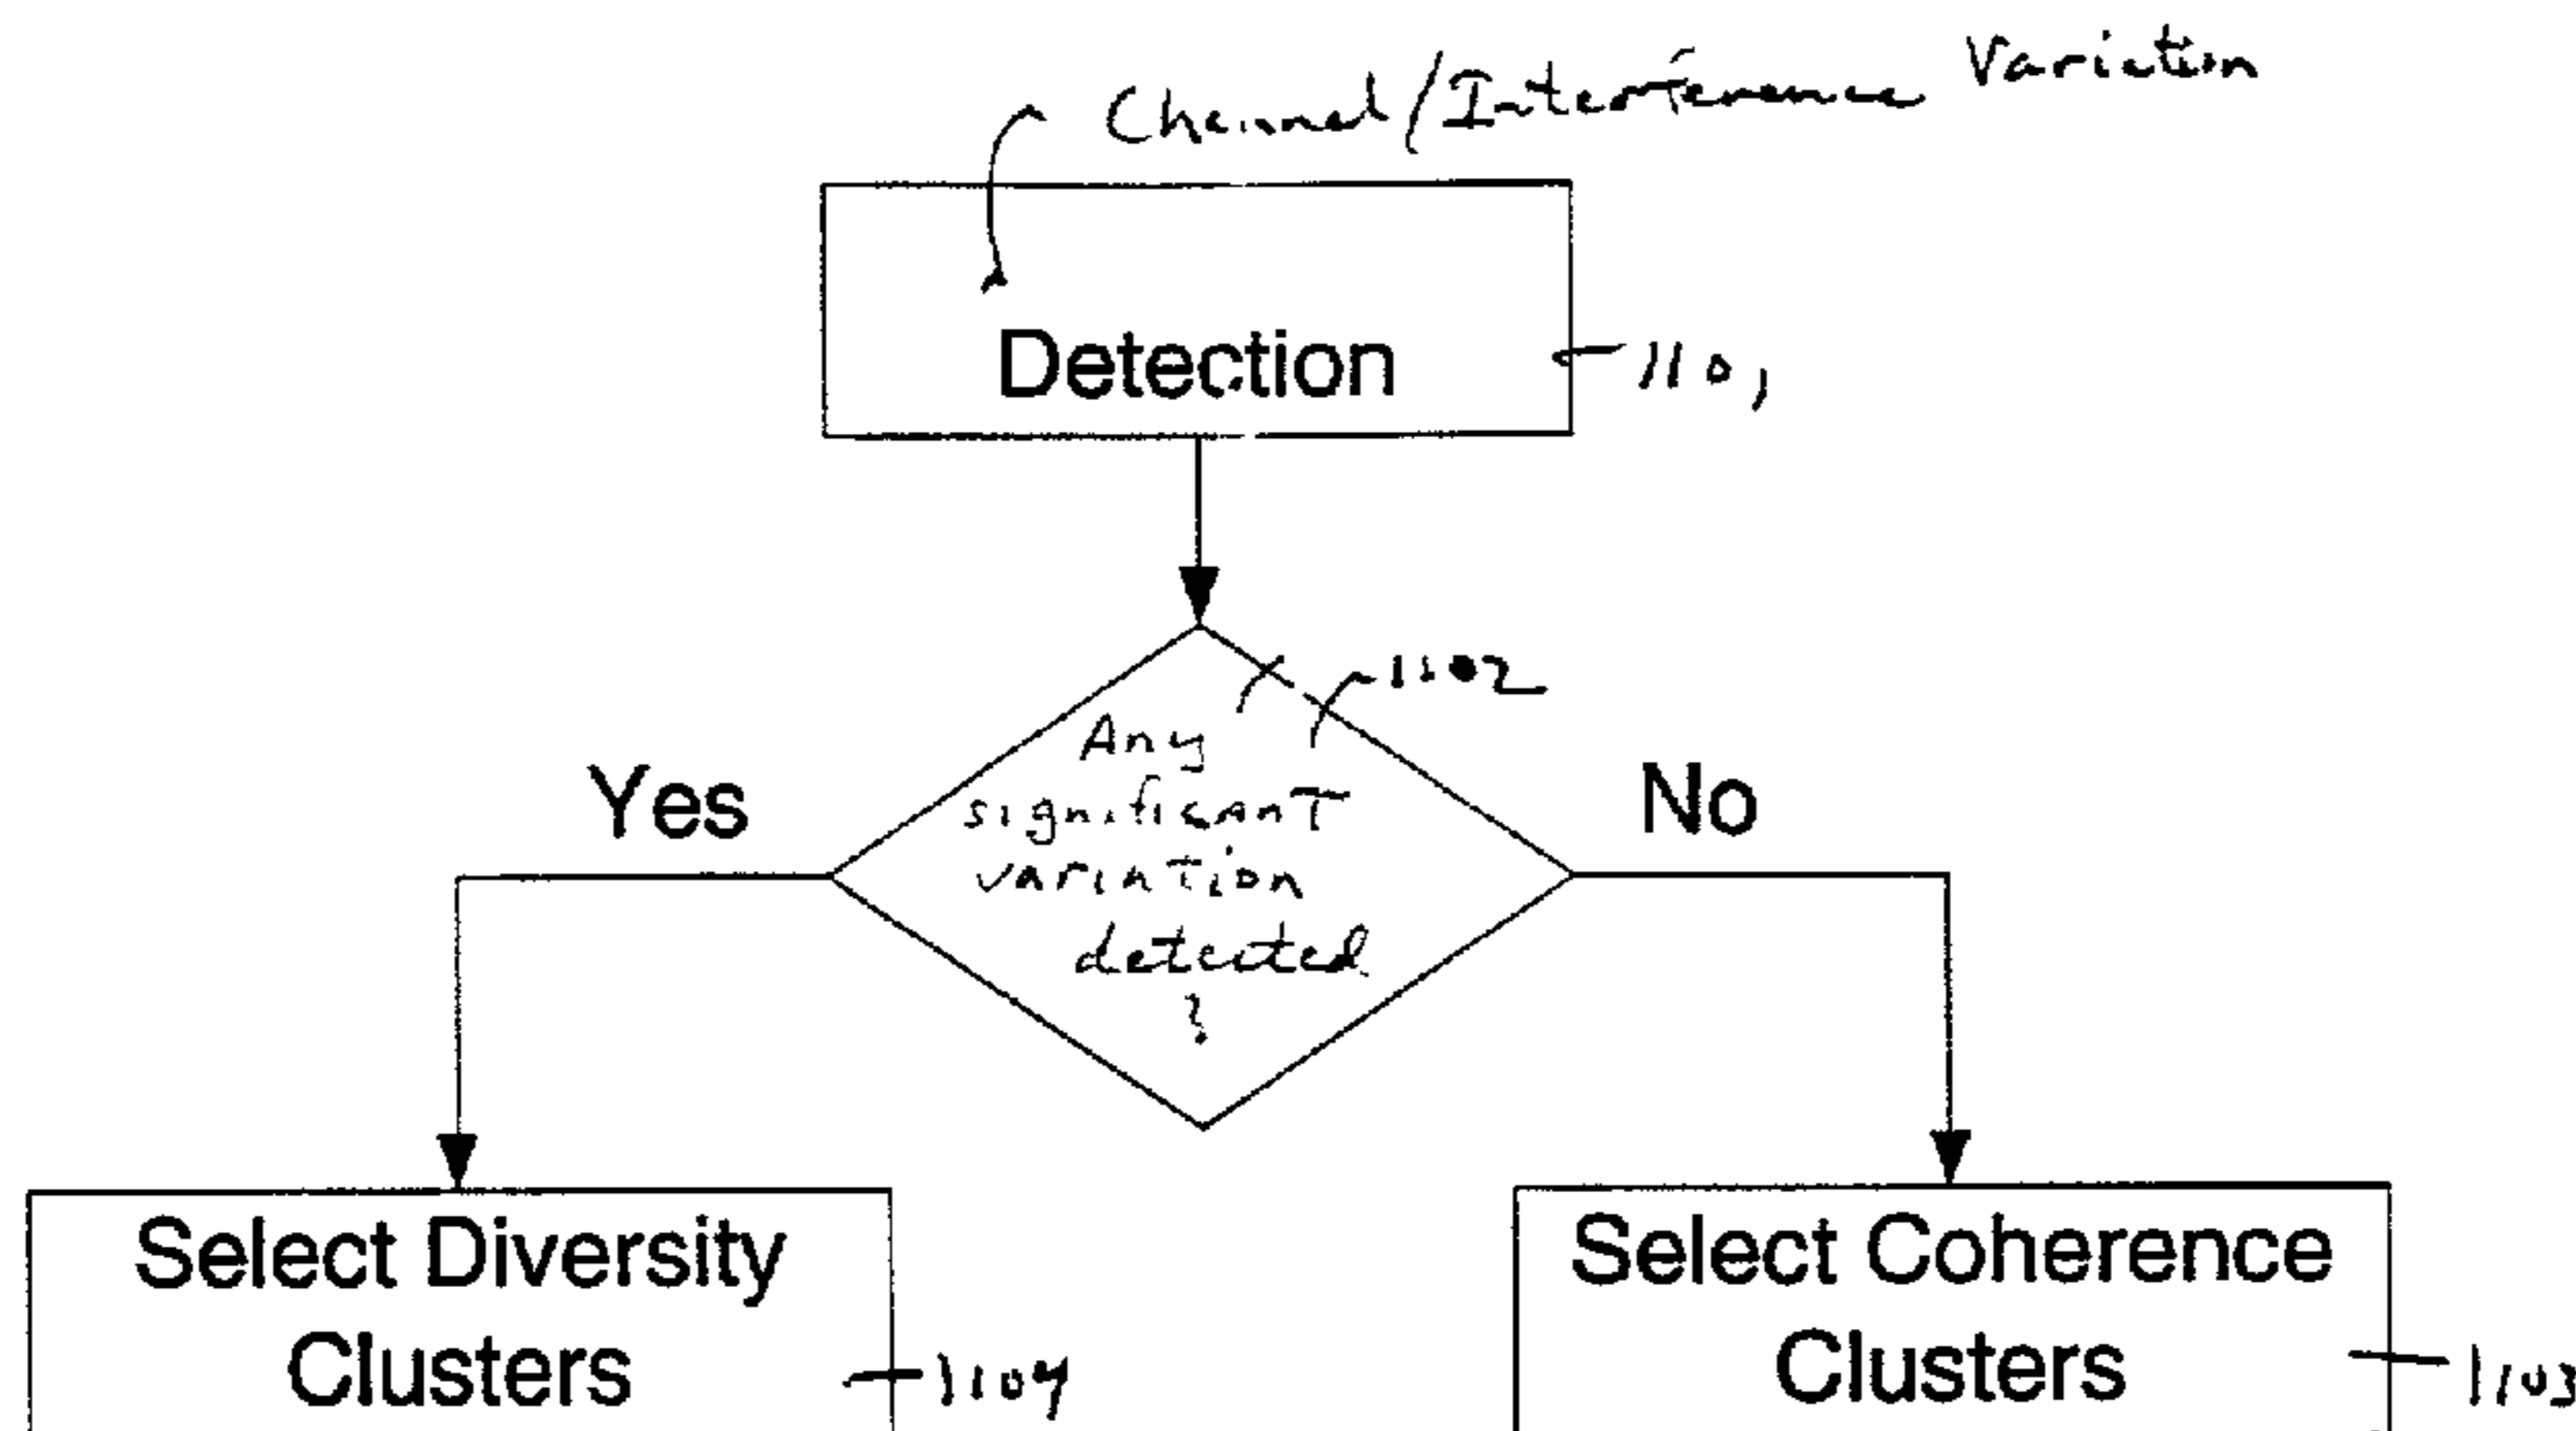 Channel/Interference Variation
Detection
1101
1102
Any
significant
variation
detected
?
Yes
No
Select Diversity
Clusters
1104
Select Coherence
Clusters
1103